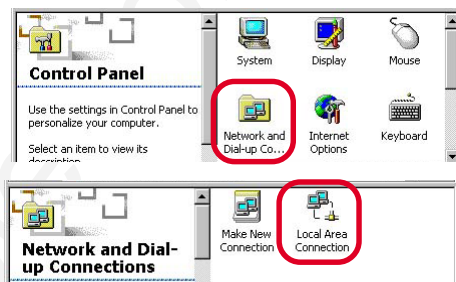 Control Panel
Use the settings in Control Panel to
personalize your computer.
Select an item to view its
description
System
Display
Mouse
Network and
Dial-up Co...
Internet
Options
Keyboard
Network and Dial-
up Connections
Make New
Connection
Local Area
Connection